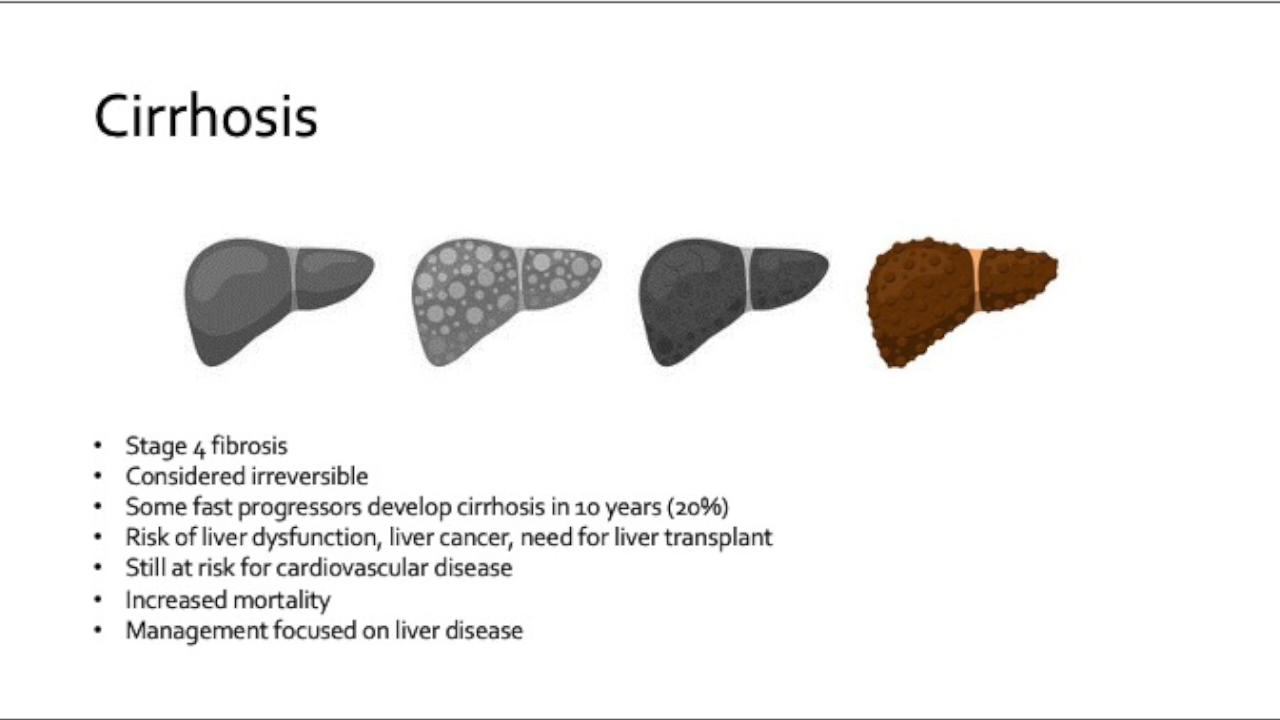 Cirrhosis
• Stage 4 fibrosis
• Considered irreversible
• Some fast progressors develop cirrhosis in 10 years (20%)
• Risk of liver dysfunction, liver cancer, need for liver transplant
• Still at risk for cardiovascular disease
• Increased mortality
• Management focused on liver disease